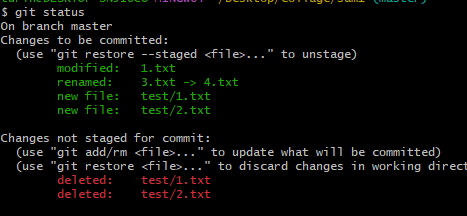 $ git status
On branch master
Changes to be committed:
  (use "git restore --staged <file>..." to unstage)
        modified:   1.txt
        renamed:    3.txt -> 4.txt
        new file:   test/1.txt
        new file:   test/2.txt

Changes not staged for commit:
  (use "git add/rm <file>..." to update what will be committed)
  (use "git restore <file>..." to discard changes in working direct
        deleted:    test/1.txt
        deleted:    test/2.txt